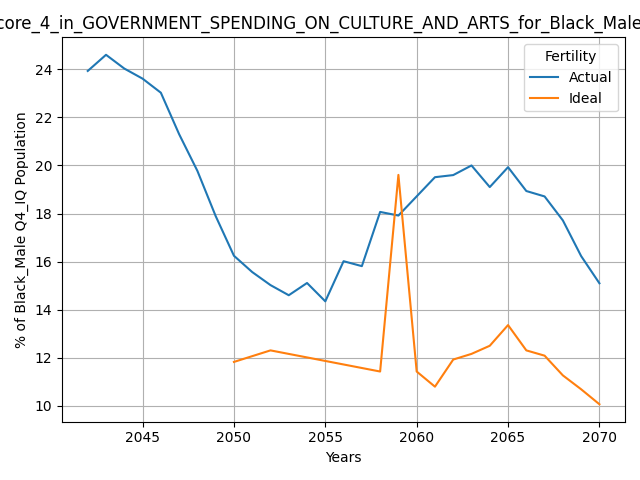 core_4_in_GOVERNMENT_SPENDING_ON_CULTURE_AND_ARTS_for_Black_Male
Fertility
Actual
Ideal
% of Black_Male Q4_IQ Population
24
22
20
18
16
14
12
10
2045 2050 2055 2060 2065 2070
Years